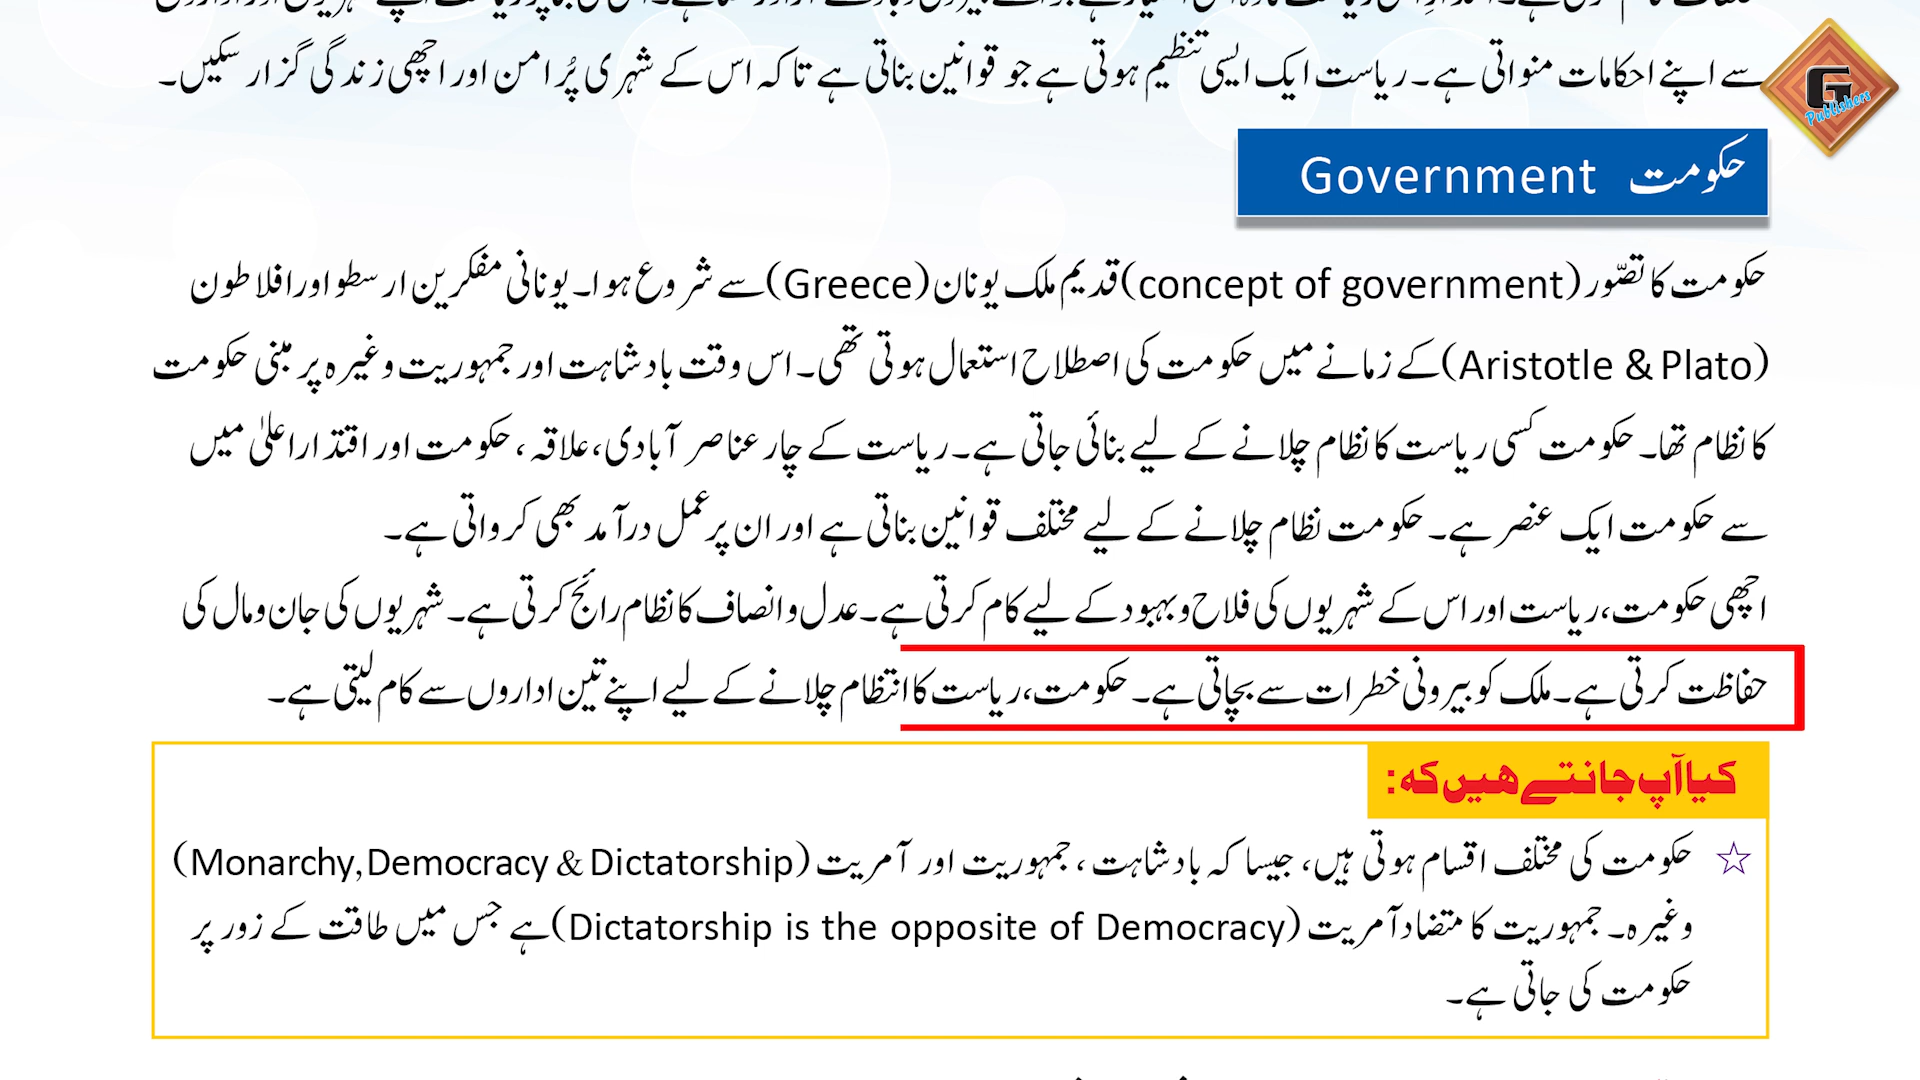 سے اپنے احکامات منواتی ہے۔ ریاست ایک ایسی تنظیم ہوتی ہے جو قوانین بناتی ہے تاکہ اس کے شہری پُرامن اور اچھی زندگی گزار سکیں۔
G Publishers
حکومت Government
حکومت کا تصّور (concept of government) قدیم ملک یونان (Greece) سے شروع ہوا۔ یونانی مفکرین ارسطو اور افلاطون
(Aristotle & Plato) کے زمانے میں حکومت کی اصطلاح استعمال ہوتی تھی۔ اس وقت بادشاہت اور جمہوریت وغیرہ پر مبنی حکومت
کا نظام تھا۔ حکومت کسی ریاست کا نظام چلانے کے لیے بنائی جاتی ہے۔ ریاست کے چار عناصر آبادی، علاقہ، حکومت اور اقتدار اعلیٰ میں
سے حکومت ایک عنصر ہے۔ حکومت نظام چلانے کے لیے مختلف قوانین بناتی ہے اور ان پر عمل درآمد بھی کرواتی ہے۔
اچھی حکومت، ریاست اور اس کے شہریوں کی فلاح و بہبود کے لیے کام کرتی ہے۔ عدل و انصاف کا نظام رائج کرتی ہے۔ شہریوں کی جان و مال کی
حفاظت کرتی ہے۔ ملک کو بیرونی خطرات سے بچاتی ہے۔ حکومت، ریاست کا انتظام چلانے کے لیے اپنے تین اداروں سے کام لیتی ہے۔
کیا آپ جانتے ہیں کہ:
☆ حکومت کی مختلف اقسام ہوتی ہیں، جیسا کہ بادشاہت، جمہوریت اور آمریت (Monarchy, Democracy & Dictatorship)
وغیرہ۔ جمہوریت کا متضاد آمریت (Dictatorship is the opposite of Democracy) ہے جس میں طاقت کے زور پر
حکومت کی جاتی ہے۔